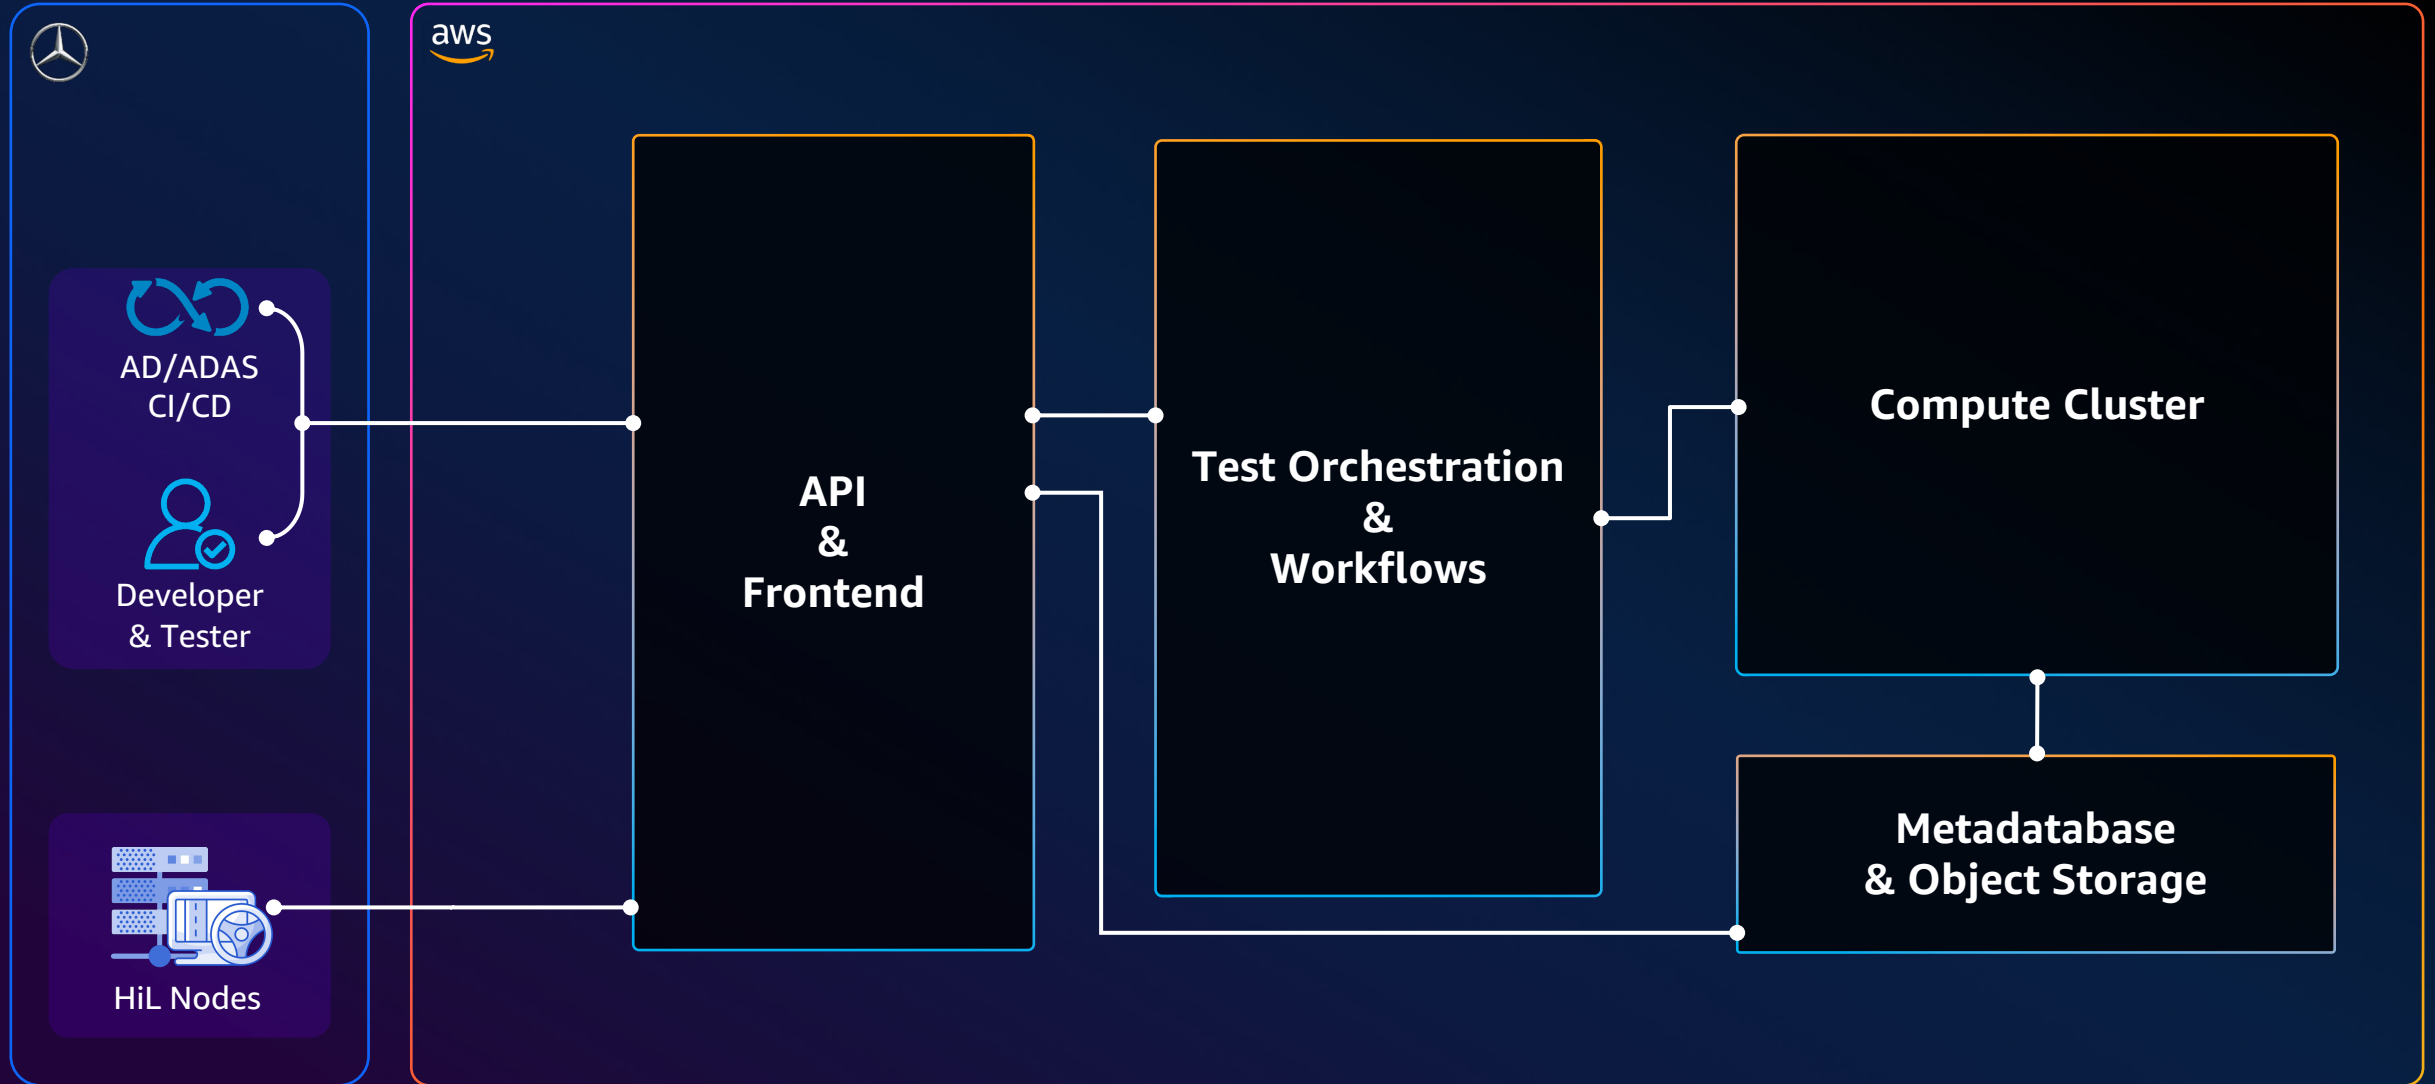 aws
AD/ADAS
CI/CD
Developer
& Tester
HiL Nodes
API
&
Frontend
Test Orchestration
&
Workflows
Compute Cluster
Metadatabase
& Object Storage